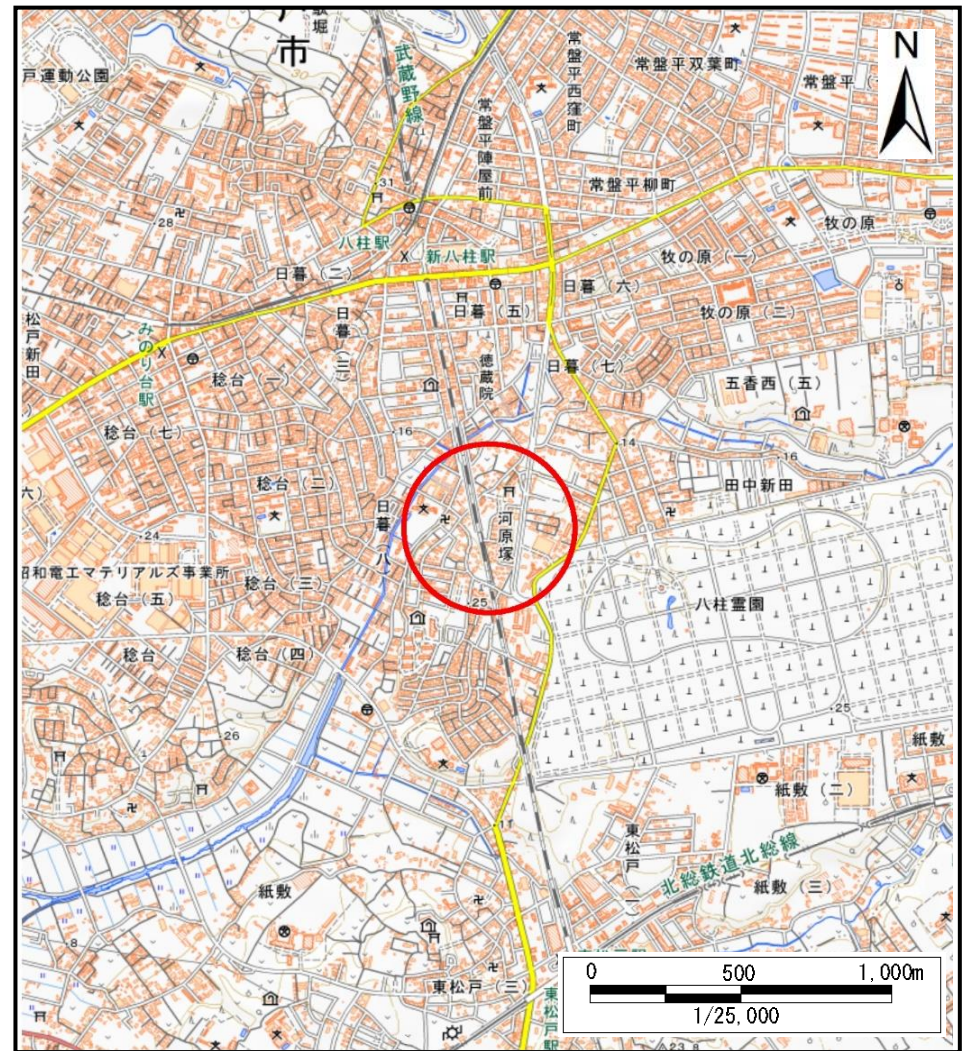 市
武蔵野線
戸運動公園
常盤平西窪町
常盤平双葉町
常盤平
N
常盤平陣屋前
常盤平柳町
31
28
八柱駅
新八柱駅
牧の原
牧の原（一）
日暮（二）
日暮（五）
日暮（六）
牧の原（二）
松戸新田
みのり台駅
日暮（三）
稔台（一）
徳蔵院
日暮（七）
五香西（五）
稔台（七）
16
14
16
稔台（二）
田中新田
六）
日暮八
河原塚
24
昭和電工マテリアルズ事業所
稔台（三）
稔台（五）
25
八柱霊園
稔台
稔台（四）
26
25
紙敷
紙敷（二）
11
東松戸（一）
北総鉄道北総線
紙敷
紙敷（三）
8
東松戸（三）
東松戸駅
0 500 1,000m
1/25,000